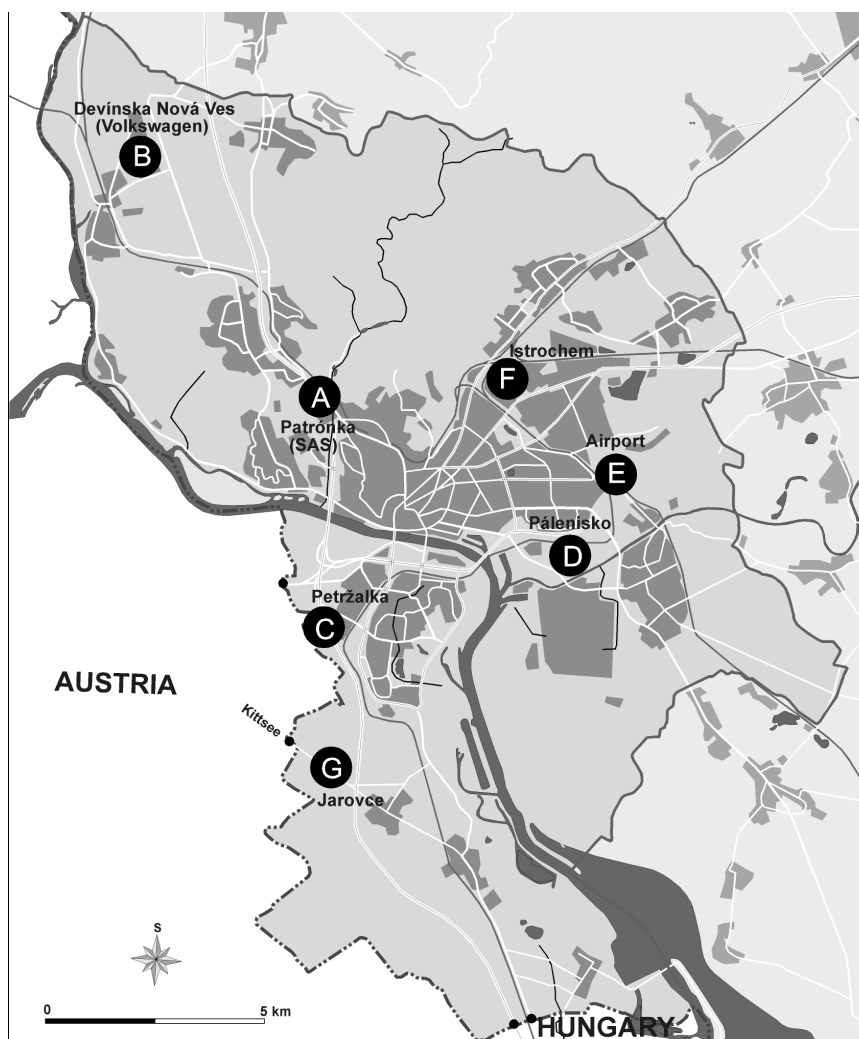 Devínska Nová Ves
(Volkswagen)
B
Istrochem
F
A
Patrónka
(SAS)
Airport
E
Pálenisko
D
Petržalka
C
AUSTRIA
Kittsee
G
Jarovce
S
0 5 km
HUNGARY